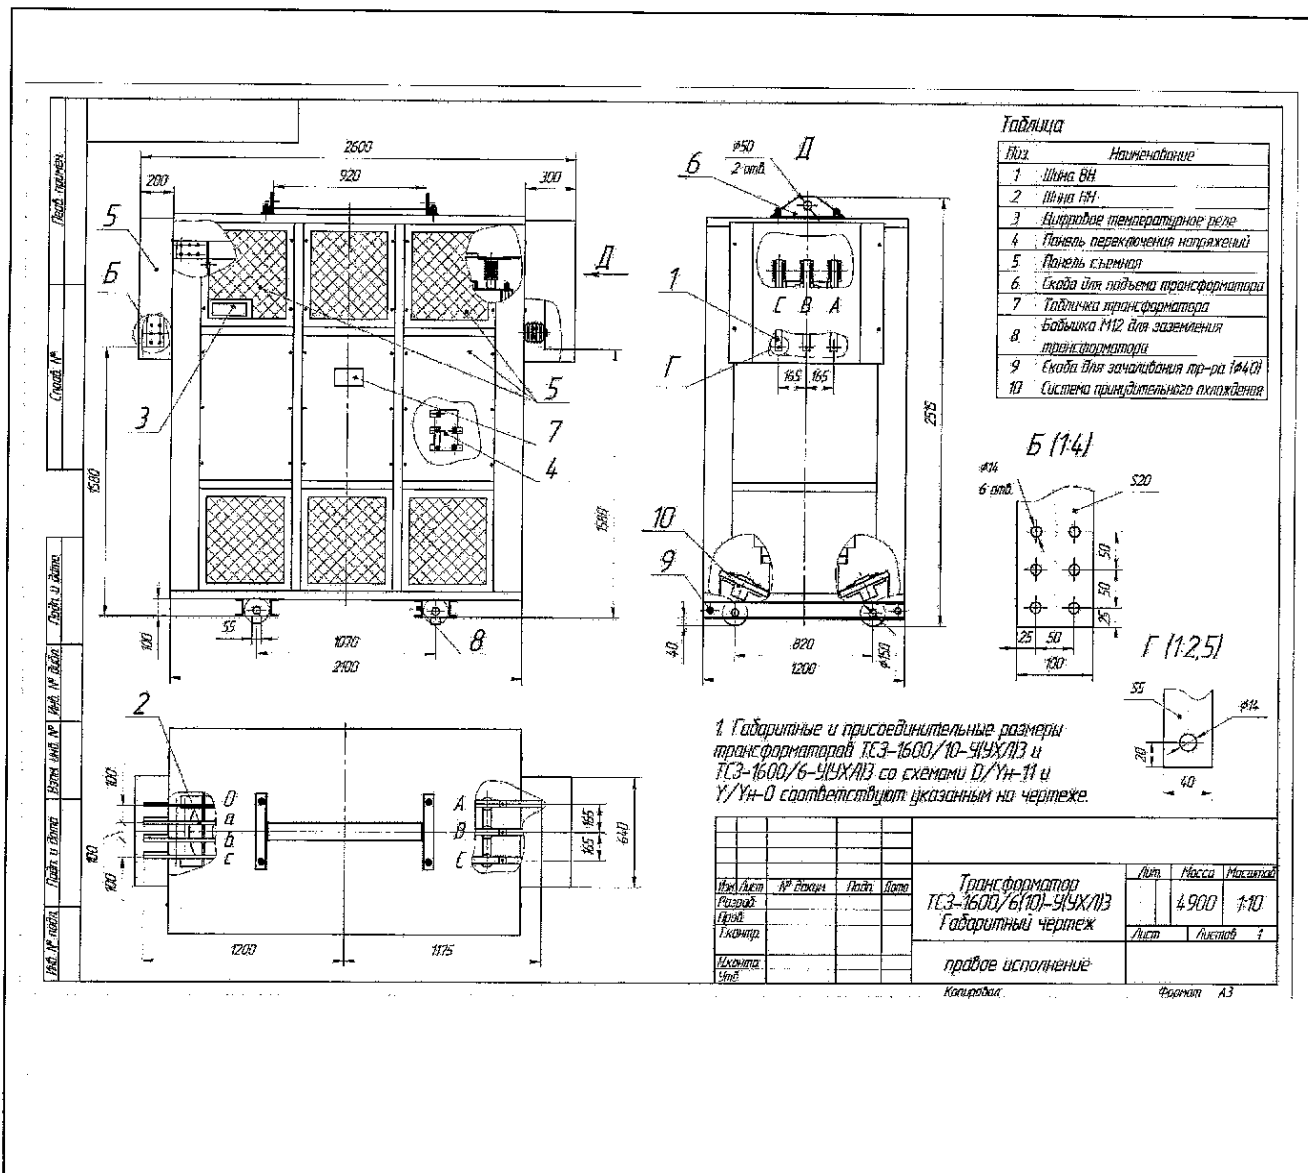 Таблица
Поз. Наименование
1 Шина ВН
2 Шина НН
3 Цифровое температурное реле
4 Панель переключения напряжений
5 Панель съемная
6 Скоба для подъема трансформатора
7 Табличка трансформатора
8 Бобышка М12 для заземления
трансформатора
9 Скоба для зачаливания тр-ра (ф40)
10 Система принудительного охлаждения
2600
200
920
300
5
Б
Д
3
5
7
4
1580
1580
100
55
1070
2100
8
ф50
2 отв.
Д
6
1
С В А
Г
165 165
2515
10
9
40
820
1200
ф150
Б (1:4)
ф14
6 отв.
S20
50
50
25
25 50
100
Г (1:2,5)
S5
ф14
20
40
2
100
100
100
0
a
b
c
A
B
C
165
165
640
1200
1175
1. Габаритные и присоединительные размеры
трансформаторов ТСЗ-1600/10-У(УХЛ)3 и
ТСЗ-1600/6-У(УХЛ)3 со схемами D/Yн-11 и
Y/Yн-0 соответствуют указанным на чертеже.
Перв. примен.
Справ. №
Подп. и дата
Инв. № дубл.
Взам. инв. №
Подп. и дата
Инв. № подл.
Изм. Лист № докум. Подп. Дата
Разраб.
Пров.
Т.контр.
Н.контр.
Утв.
Трансформатор
ТСЗ-1600/6(10)-У(УХЛ)3
Габаритный чертеж
правое исполнение
Лит. Масса Масштаб
4900 1:10
Лист Листов 1
Копировал Формат А3